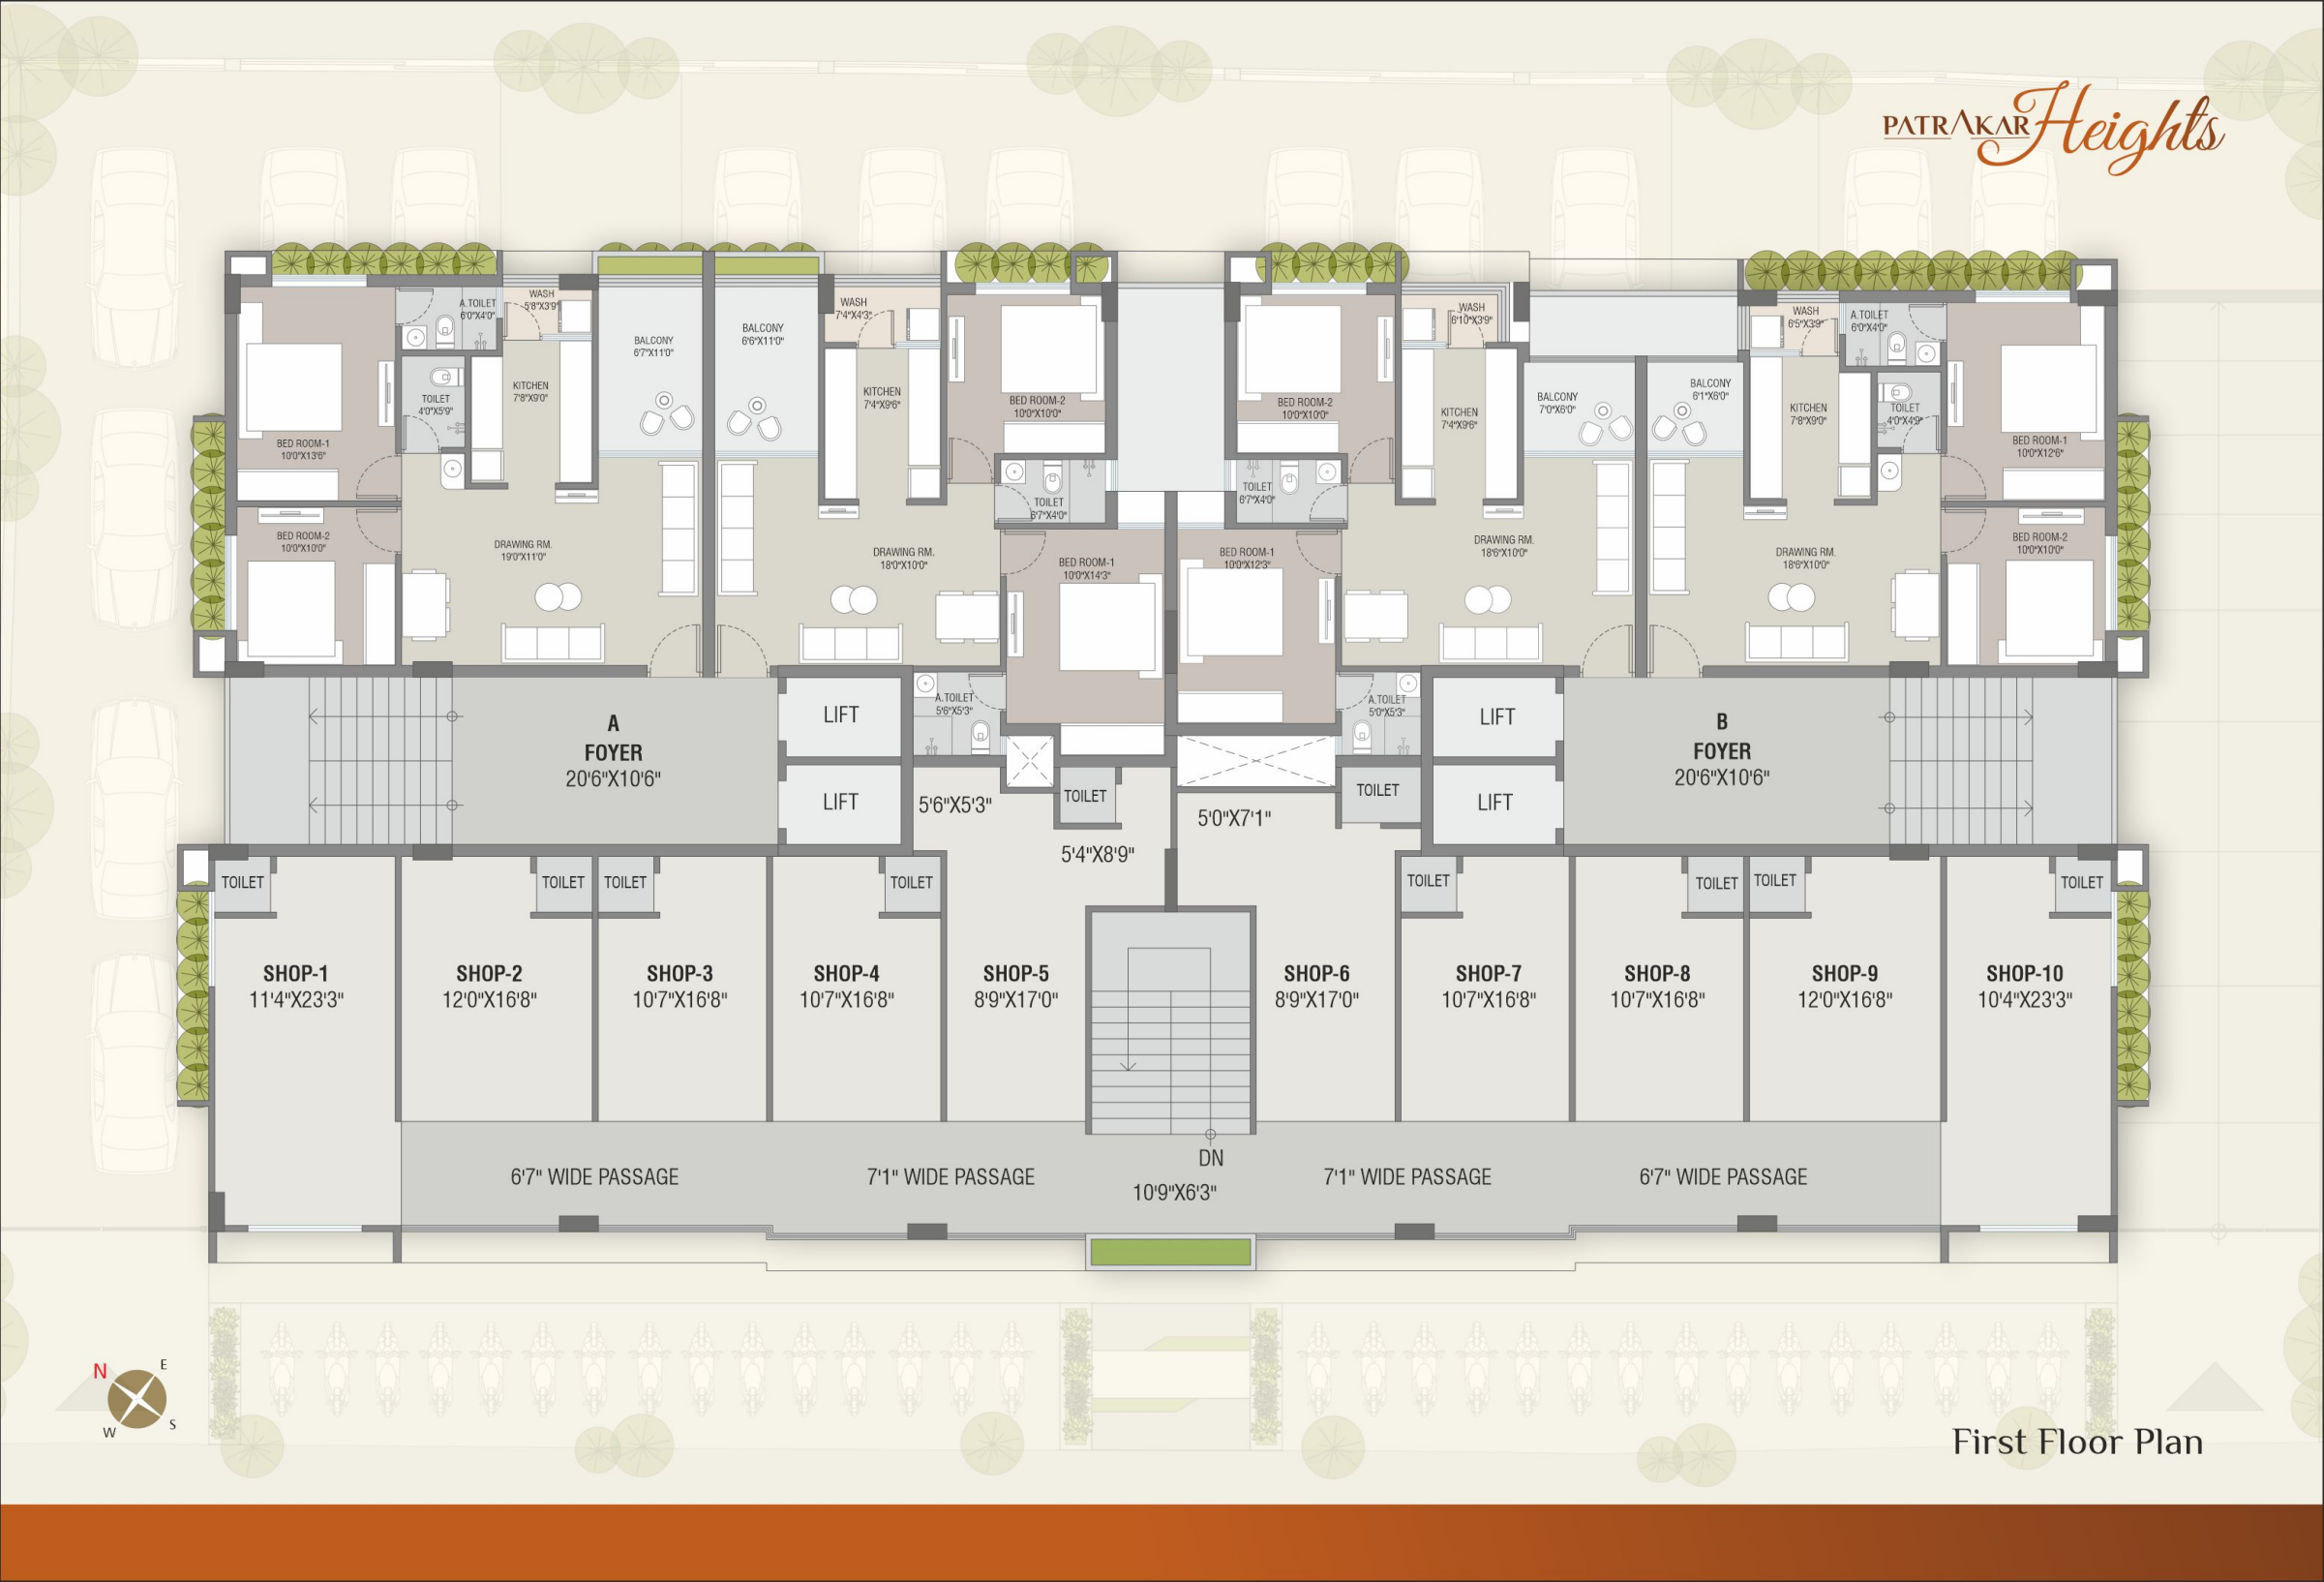 PATRAKAR Heights
A.TOILET
6'0"X4'0"
WASH
5'8"X3'9"
BALCONY
6'7"X11'0"
BALCONY
6'6"X11'0"
WASH
7'4"X4'3"
KITCHEN
7'8"X9'0"
TOILET
4'0"X5'9"
BED ROOM-1
10'0"X13'6"
BED ROOM-2
10'0"X10'0"
DRAWING RM.
19'0"X11'0"
KITCHEN
7'4"X9'6"
BED ROOM-2
10'0"X10'0"
TOILET
6'7"X4'0"
DRAWING RM.
18'0"X10'0"
BED ROOM-1
10'0"X14'3"
A.TOILET
5'6"X5'3"
BED ROOM-2
10'0"X10'0"
WASH
6'10"X3'9"
KITCHEN
7'4"X9'6"
TOILET
6'7"X4'0"
BED ROOM-1
10'0"X12'3"
DRAWING RM.
18'6"X10'0"
BALCONY
7'0"X6'0"
A.TOILET
5'0"X5'3"
BALCONY
6'1"X6'0"
WASH
6'5"X3'9"
A.TOILET
6'0"X4'0"
KITCHEN
7'8"X9'0"
TOILET
4'0"X4'9"
BED ROOM-1
10'0"X12'6"
BED ROOM-2
10'0"X10'0"
DRAWING RM.
18'6"X10'0"
A
FOYER
20'6"X10'6"
LIFT
LIFT
5'6"X5'3"
TOILET
5'4"X8'9"
5'0"X7'1"
TOILET
LIFT
LIFT
B
FOYER
20'6"X10'6"
TOILET
TOILET
TOILET
TOILET
TOILET
TOILET
TOILET
TOILET
SHOP-1
11'4"X23'3"
SHOP-2
12'0"X16'8"
SHOP-3
10'7"X16'8"
SHOP-4
10'7"X16'8"
SHOP-5
8'9"X17'0"
SHOP-6
8'9"X17'0"
SHOP-7
10'7"X16'8"
SHOP-8
10'7"X16'8"
SHOP-9
12'0"X16'8"
SHOP-10
10'4"X23'3"
6'7" WIDE PASSAGE
7'1" WIDE PASSAGE
DN
10'9"X6'3"
7'1" WIDE PASSAGE
6'7" WIDE PASSAGE
N
E
W
S
First Floor Plan